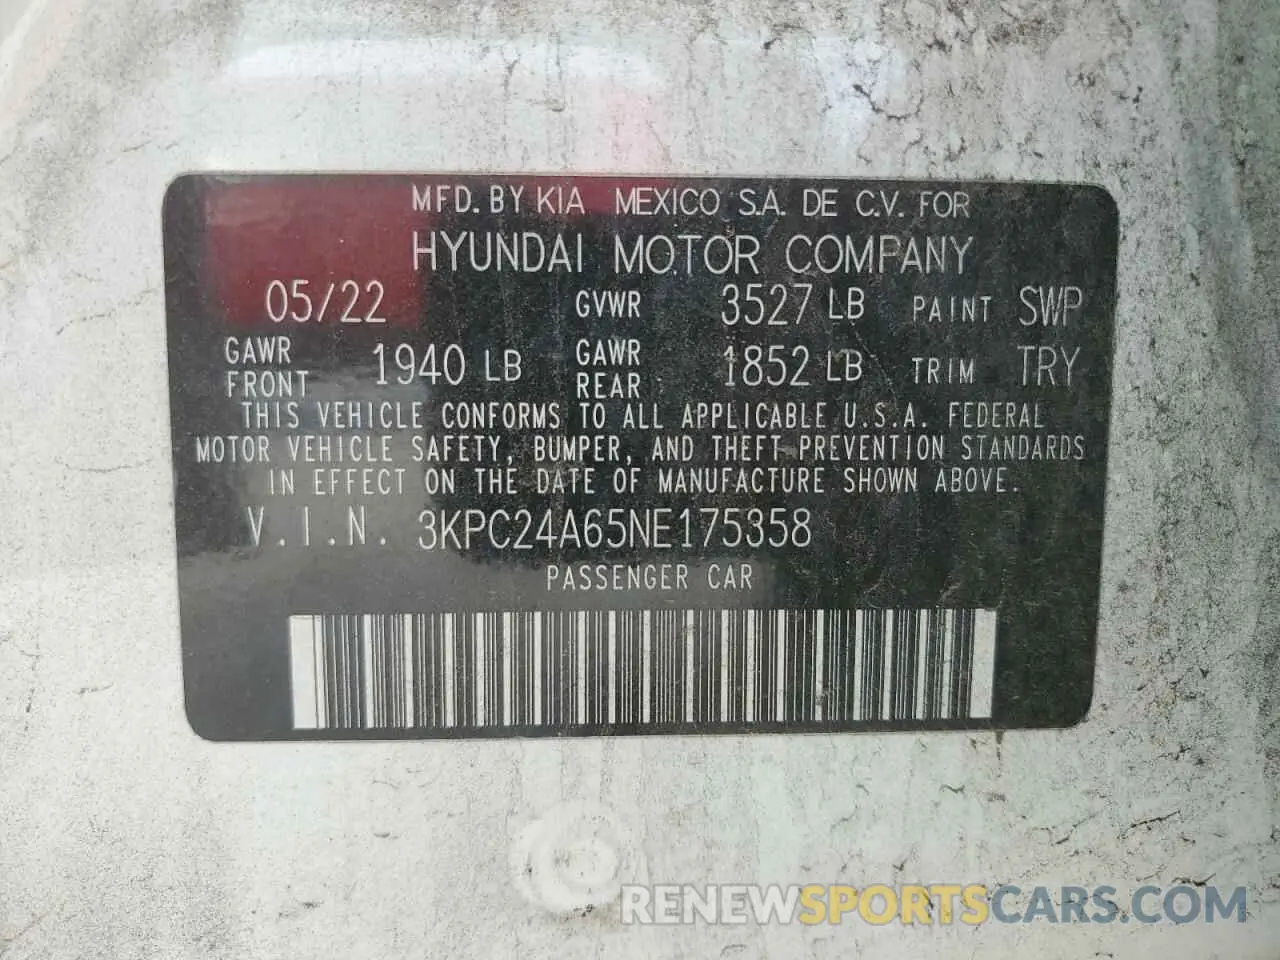 MFD. BY KIA MEXICO S.A. DE C.V. FOR
HYUNDAI MOTOR COMPANY
05/22 GVWR 3527 LB PAINT SWP
GAWR FRONT 1940 LB GAWR REAR 1852 LB TRIM TRY
THIS VEHICLE CONFORMS TO ALL APPLICABLE U.S.A. FEDERAL
MOTOR VEHICLE SAFETY, BUMPER, AND THEFT PREVENTION STANDARDS
IN EFFECT ON THE DATE OF MANUFACTURE SHOWN ABOVE.
V.I.N. 3KPC24A65NE175358
PASSENGER CAR
RENEWSPORTSCARS.COM